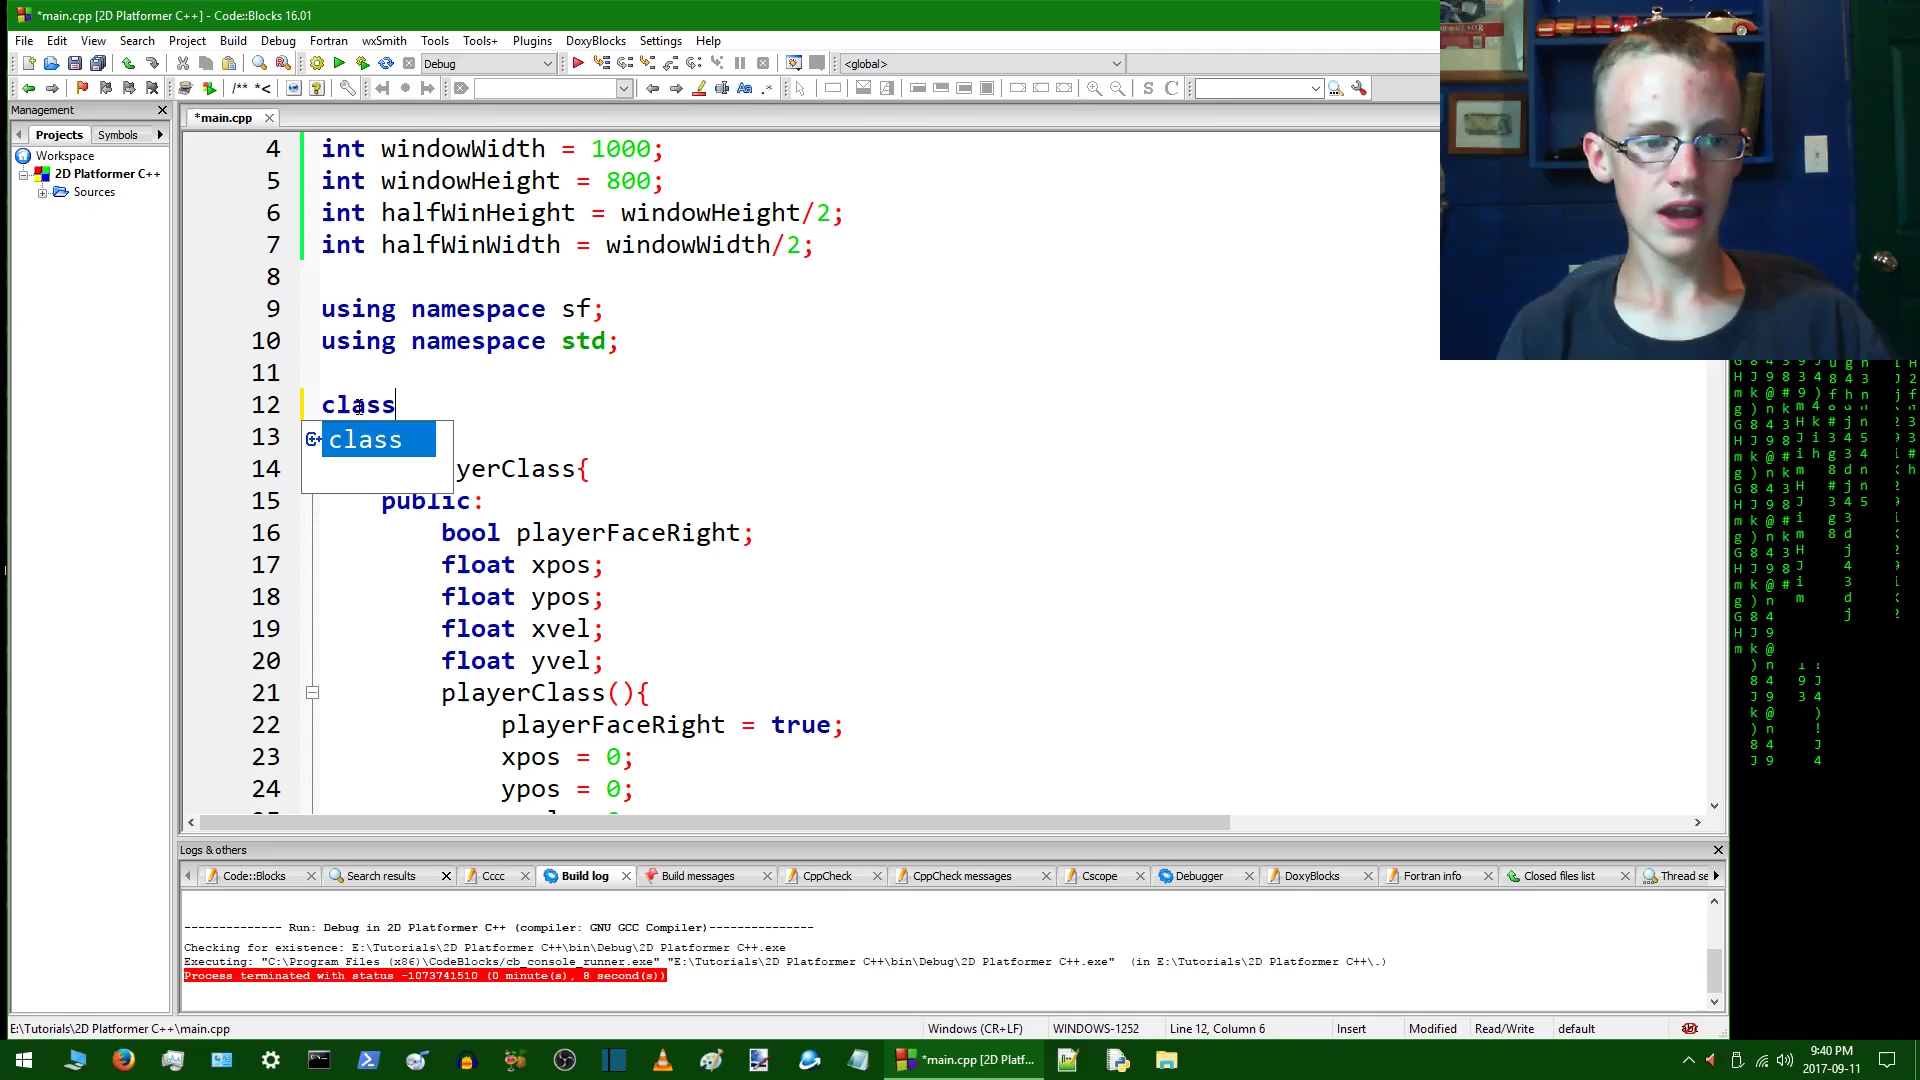 *main.cpp [2D Platformer C++] - Code::Blocks 16.01
File Edit View Search Project Build Debug Fortran wxSmith Tools Tools+ Plugins DoxyBlocks Settings Help
Debug
<global>
/** *<
S C
Management
Projects Symbols
Workspace
2D Platformer C++
Sources
*main.cpp
4 int windowWidth = 1000;
5 int windowHeight = 800;
6 int halfWinHeight = windowHeight/2;
7 int halfWinWidth = windowWidth/2;
8
9 using namespace sf;
10 using namespace std;
11
12 class
13 class
14 yerClass{
15 public:
16 bool playerFaceRight;
17 float xpos;
18 float ypos;
19 float xvel;
20 float yvel;
21 playerClass(){
22 playerFaceRight = true;
23 xpos = 0;
24 ypos = 0;
Logs & others
Code::Blocks Search results Cccc Build log Build messages CppCheck CppCheck messages Cscope Debugger DoxyBlocks Fortran info Closed files list Thread se
-------------- Run: Debug in 2D Platformer C++ (compiler: GNU GCC Compiler)---------------
Checking for existence: E:\Tutorials\2D Platformer C++\bin\Debug\2D Platformer C++.exe
Executing: "C:\Program Files (x86)\CodeBlocks/cb_console_runner.exe" "E:\Tutorials\2D Platformer C++\bin\Debug\2D Platformer C++.exe"  (in E:\Tutorials\2D Platformer C++\.)
Process terminated with status -1073741510 (0 minute(s), 8 second(s))
E:\Tutorials\2D Platformer C++\main.cpp Windows (CR+LF) WINDOWS-1252 Line 12, Column 6 Insert Modified Read/Write default
*main.cpp [2D Platf...
9:40 PM
2017-09-11